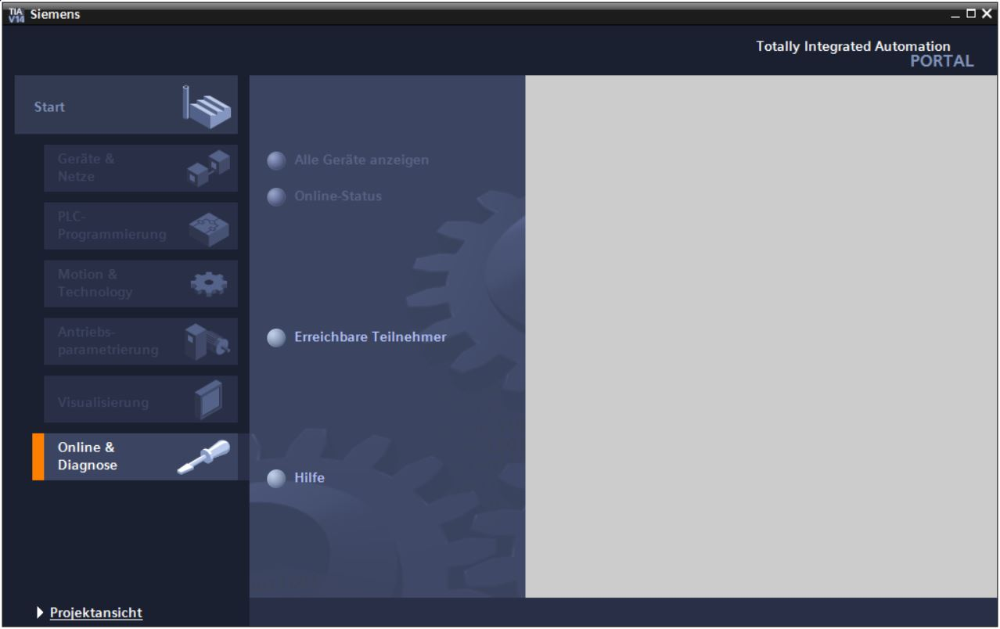 TIA
V14 Siemens
Totally Integrated Automation
PORTAL
Start
Geräte &
Netze
PLC-
Programmierung
Motion &
Technology
Antriebs-
parametrierung
Visualisierung
Online &
Diagnose
Alle Geräte anzeigen
Online-Status
Erreichbare Teilnehmer
Hilfe
Projektansicht